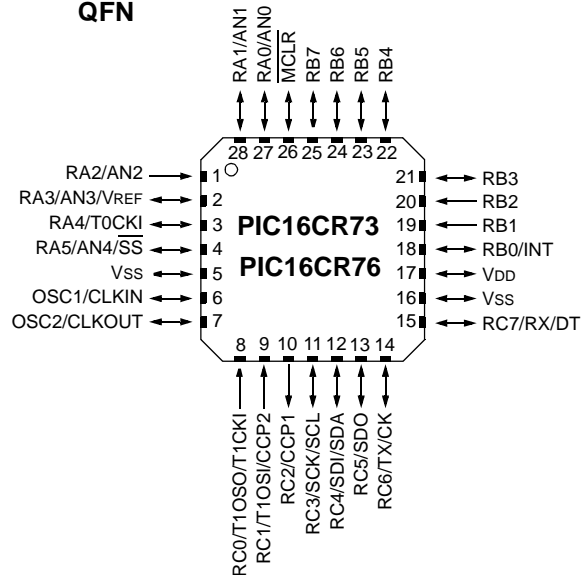 QFN
RA1/AN1
RA0/AN0
MCLR
RB7
RB6
RB5
RB4
28 27 26 25 24 23 22
RA2/AN2 1
RA3/AN3/VREF 2
RA4/T0CKI 3
RA5/AN4/SS 4
VSS 5
OSC1/CLKIN 6
OSC2/CLKOUT 7
PIC16CR73
PIC16CR76
21 RB3
20 RB2
19 RB1
18 RB0/INT
17 VDD
16 VSS
15 RC7/RX/DT
8 9 10 11 12 13 14
RC0/T1OSO/T1CKI
RC1/T1OSI/CCP2
RC2/CCP1
RC3/SCK/SCL
RC4/SDI/SDA
RC5/SDO
RC6/TX/CK